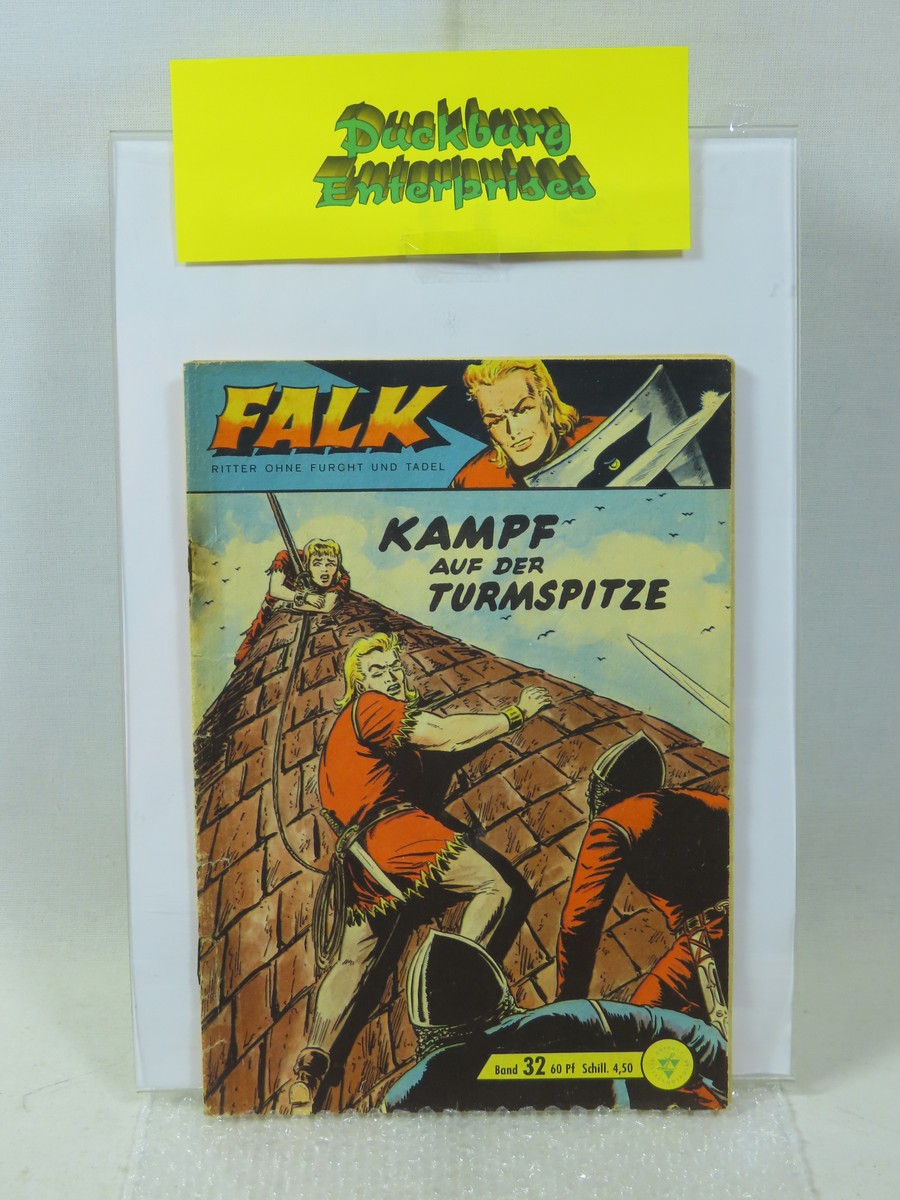 Duckburg
Enterprises
FALK
RITTER OHNE FURCHT UND TADEL
KAMPF
AUF DER
TURMSPITZE
Band 32 60 Pf Schill. 4,50